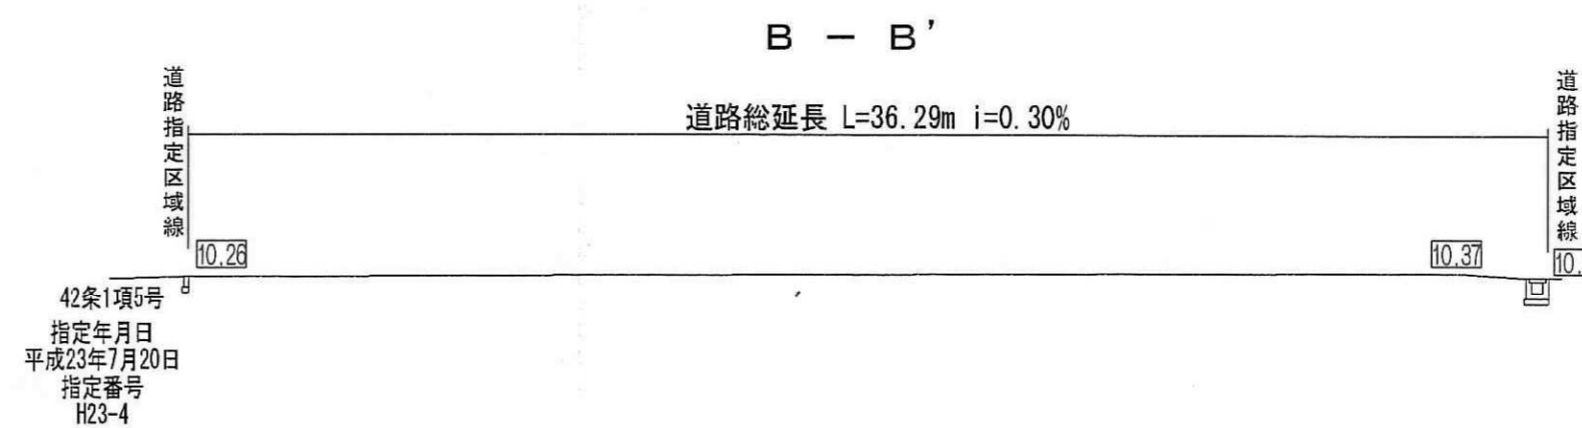 B － B'
道路指定区域線
道路総延長 L=36.29m i=0.30%
道路指定区域線
10.26
10.37
10.
42条1項5号
指定年月日
平成23年7月20日
指定番号
H23-4